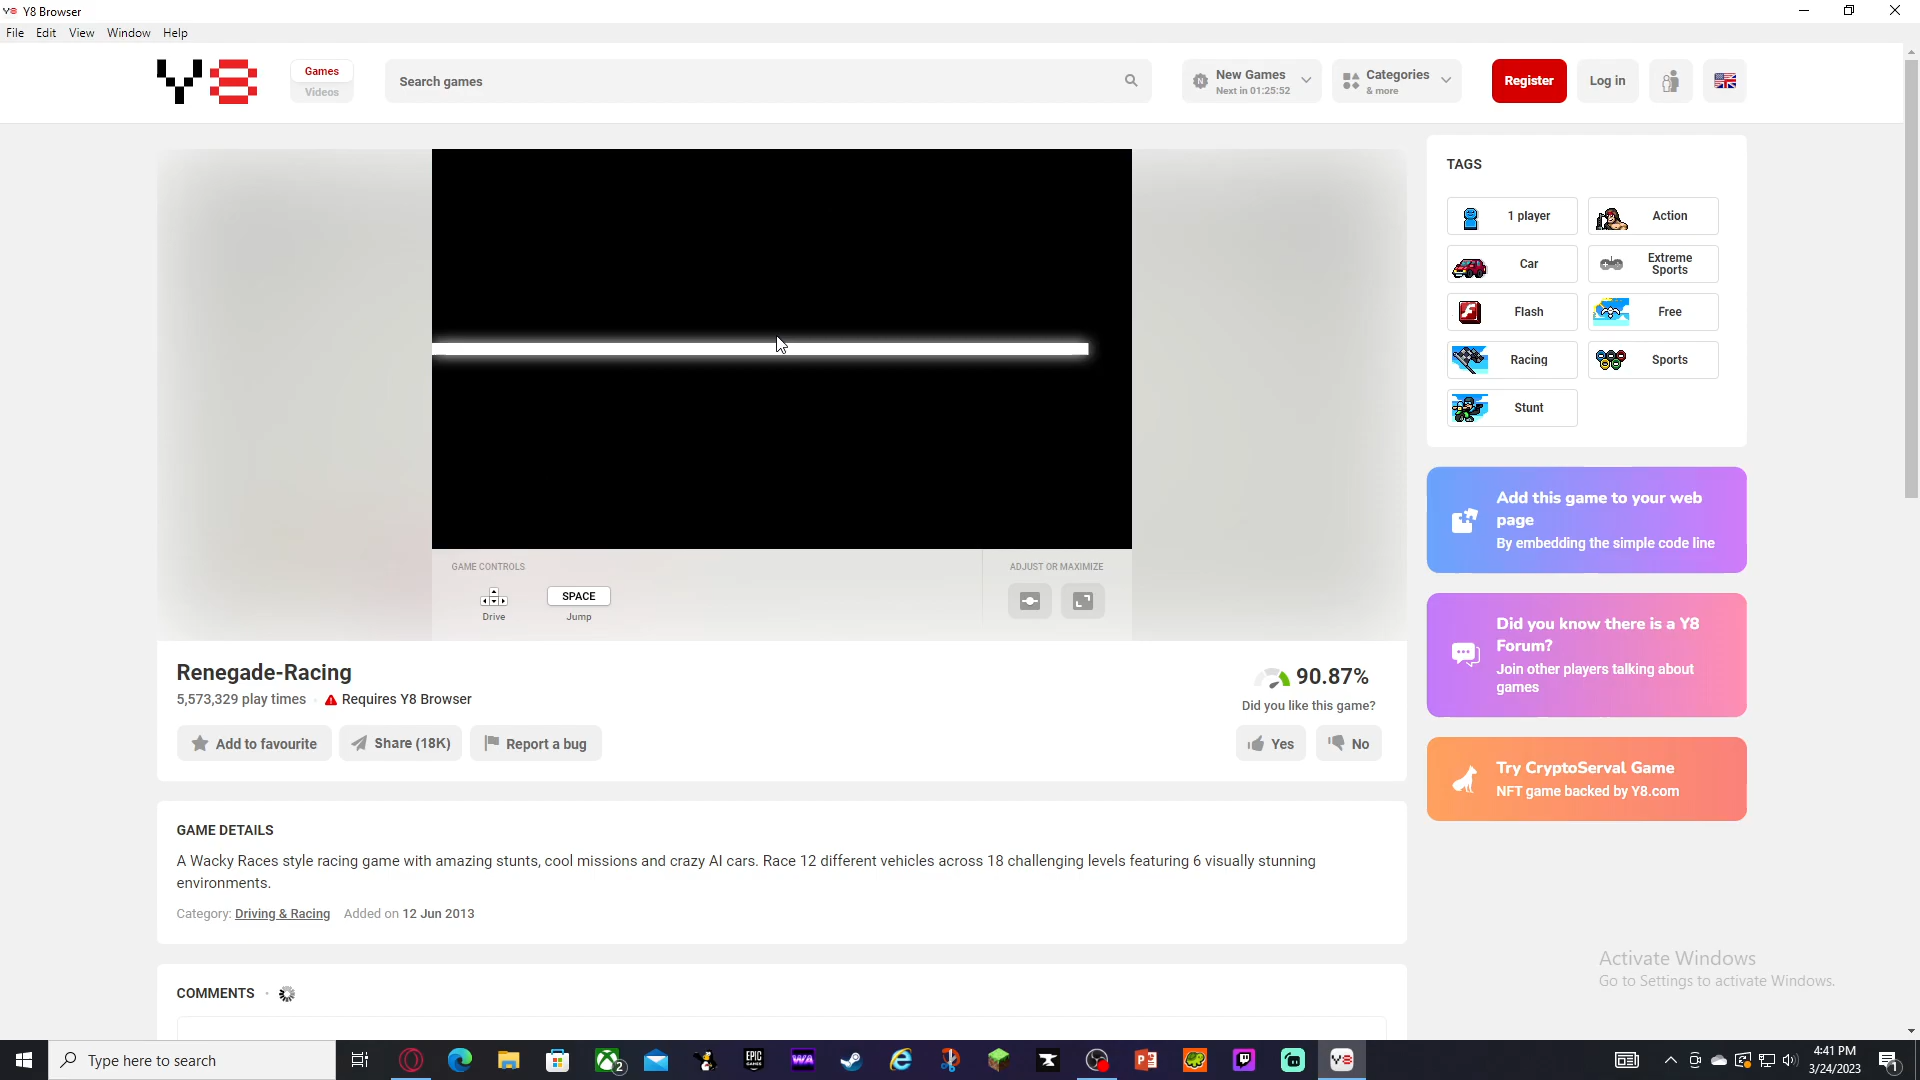 Y8 Browser
File Edit View Window Help
Y8
Games
Videos
Search games
New Games
Next in 01:25:52
Categories
& more
Register
Log in
TAGS
1 player
Action
Car
Extreme
Sports
Flash
Free
Racing
Sports
Stunt
GAME CONTROLS
ADJUST OR MAXIMIZE
SPACE
Drive
Jump
Add this game to your web
page
By embedding the simple code line
Did you know there is a Y8
Forum?
Join other players talking about
games
Try CryptoServal Game
NFT game backed by Y8.com
Renegade-Racing
5,573,329 play times · Requires Y8 Browser
90.87%
Did you like this game?
Add to favourite
Share (18K)
Report a bug
Yes
No
GAME DETAILS
A Wacky Races style racing game with amazing stunts, cool missions and crazy AI cars. Race 12 different vehicles across 18 challenging levels featuring 6 visually stunning
environments.
Category: Driving & Racing Added on 12 Jun 2013
COMMENTS ·
Activate Windows
Go to Settings to activate Windows.
Type here to search
2
EPIC
GAMES
WA
Y8
4:41 PM
3/24/2023
1